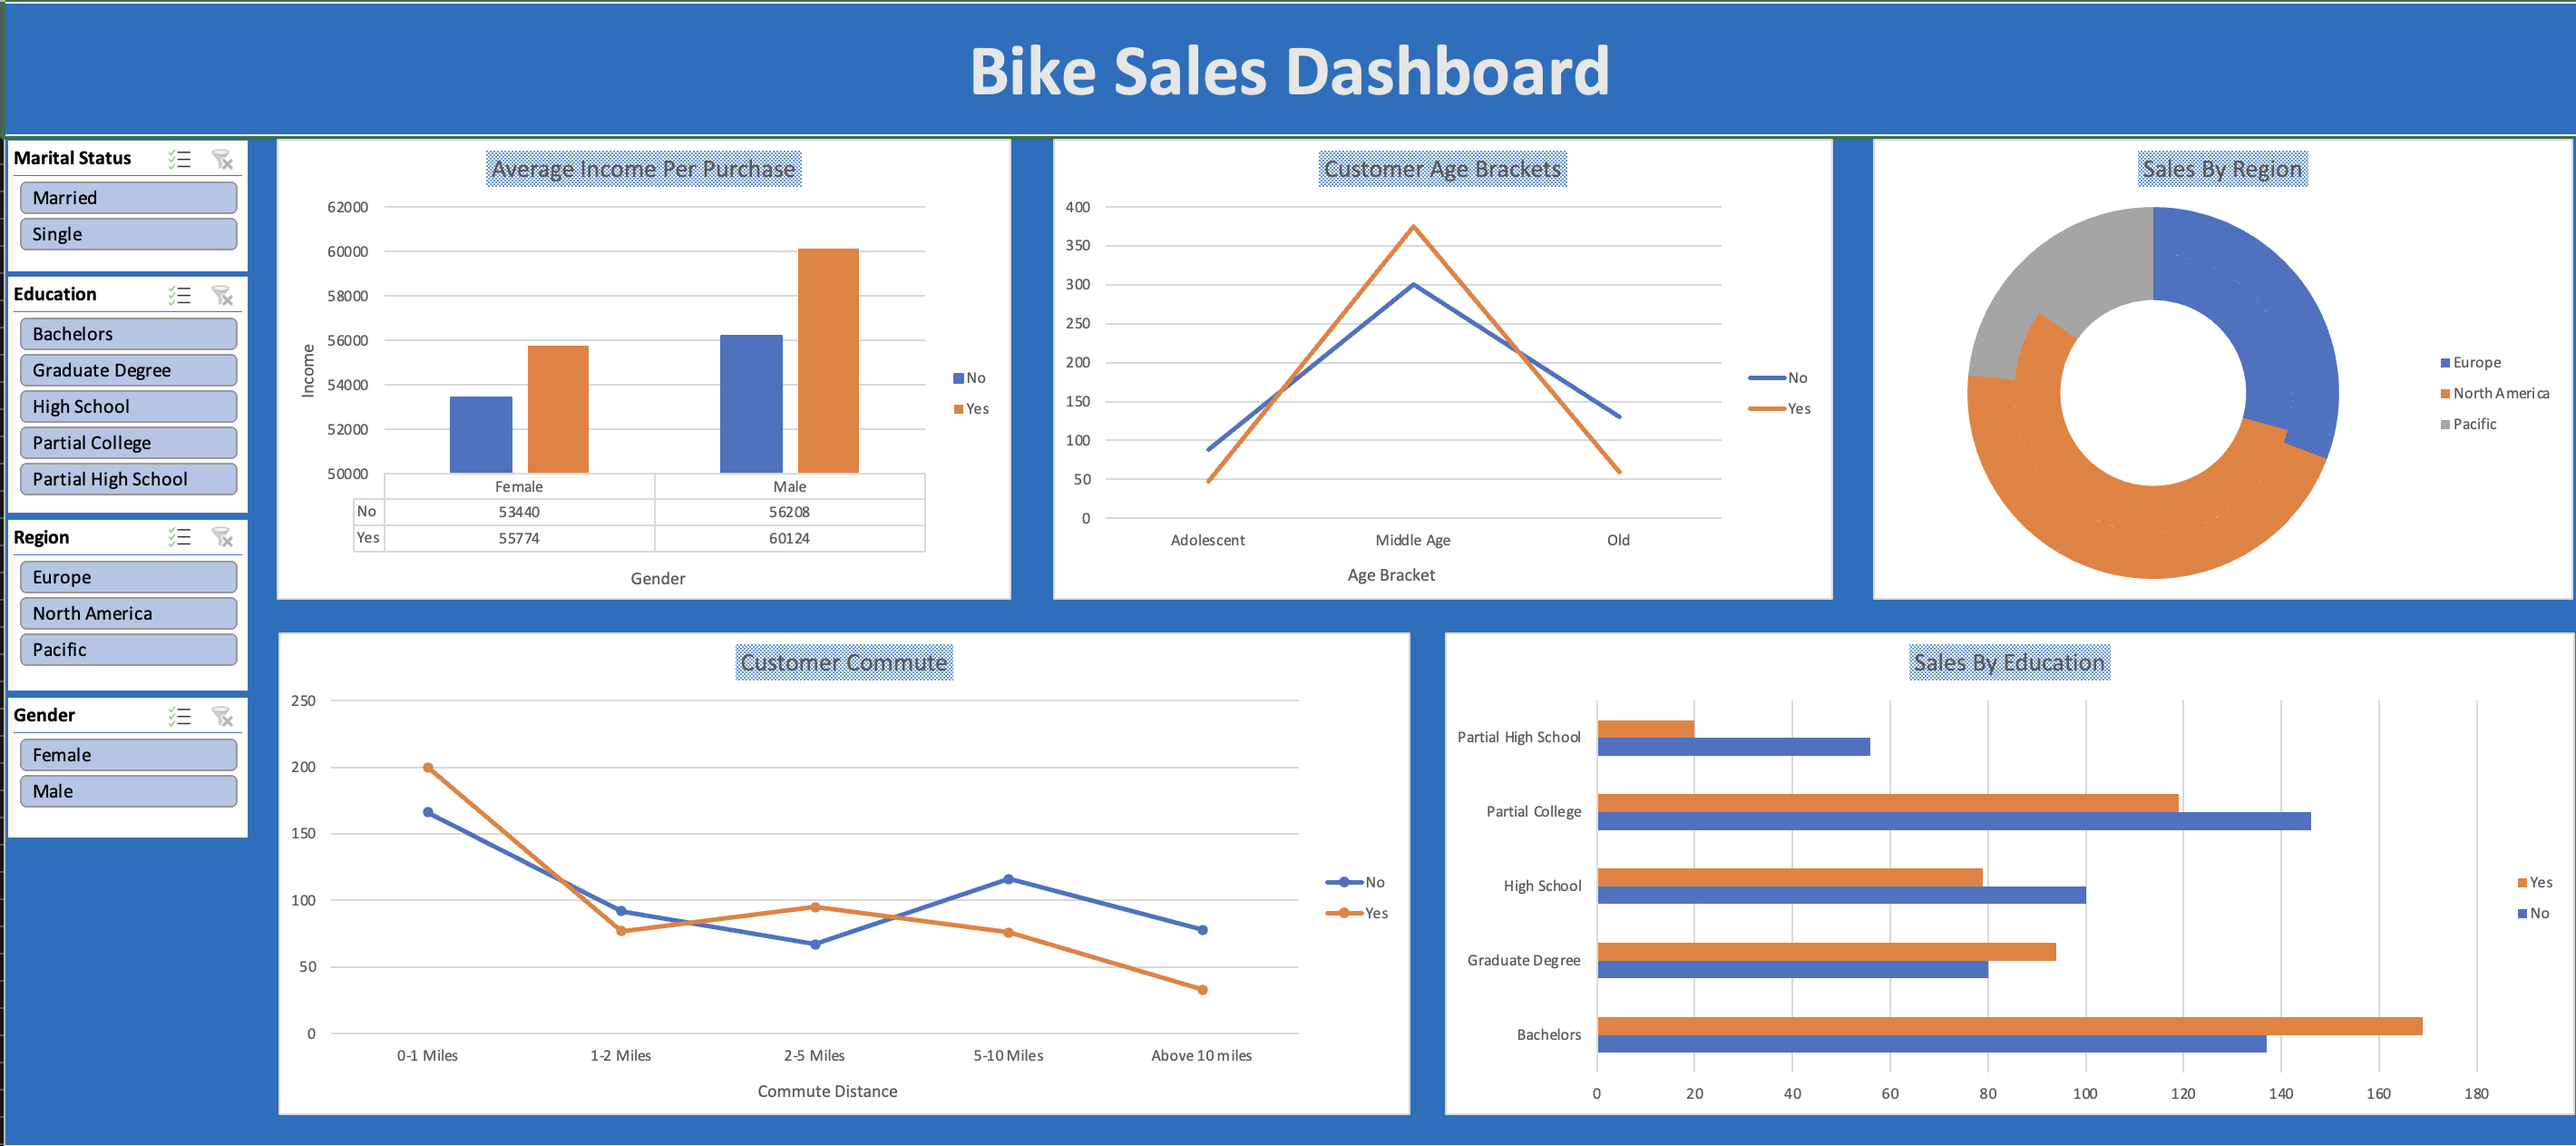 Bike Sales Dashboard
Marital Status
Married
Single
Education
Bachelors
Graduate Degree
High School
Partial College
Partial High School
Region
Europe
North America
Pacific
Gender
Female
Male
Average Income Per Purchase
62000
60000
58000
56000
54000
52000
50000
Income
Female Male
No 53440 56208
Yes 55774 60124
Gender
No
Yes
Customer Age Brackets
400
350
300
250
200
150
100
50
0
Adolescent Middle Age Old
Age Bracket
No
Yes
Sales By Region
Europe
North America
Pacific
Customer Commute
250
200
150
100
50
0
0-1 Miles 1-2 Miles 2-5 Miles 5-10 Miles Above 10 miles
Commute Distance
No
Yes
Sales By Education
Partial High School
Partial College
High School
Graduate Degree
Bachelors
0 20 40 60 80 100 120 140 160 180
Yes
No